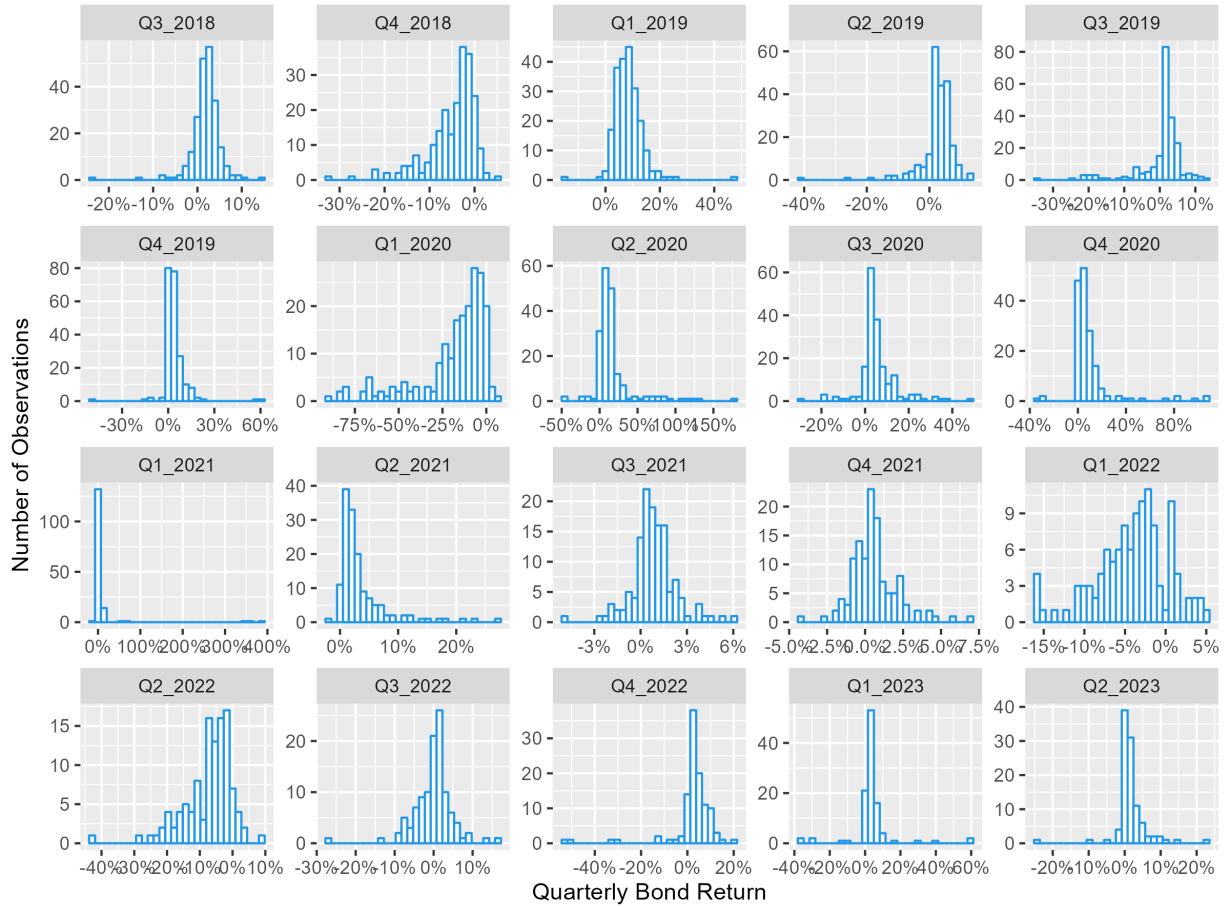 Q3_2018 Q4_2018 Q1_2019 Q2_2019 Q3_2019
40 20 0 30 20 10 0 40 30 20 10 0 60 40 20 0 80 60 40 20 0
-20% -10% 0% 10% -30% -20% -10% 0% 0% 20% 40% -40% -20% 0% -30% -20% -10% 0% 10%
Q4_2019 Q1_2020 Q2_2020 Q3_2020 Q4_2020
80 60 40 20 0 20 10 0 60 40 20 0 60 40 20 0 40 20 0
-30% 0% 30% 60% -75% -50% -25% 0% -50% 0% 50% 100% 150% -20% 0% 20% 40% -40% 0% 40% 80%
Number of Observations
Q1_2021 Q2_2021 Q3_2021 Q4_2021 Q1_2022
100 50 0 40 30 20 10 0 20 15 10 5 0 20 15 10 5 0 9 6 3 0
0% 100% 200% 300% 400% 0% 10% 20% -3% 0% 3% 6% -5.0% -2.5% 0.0% 2.5% 5.0% 7.5% -15% -10% -5% 0% 5%
Q2_2022 Q3_2022 Q4_2022 Q1_2023 Q2_2023
15 10 5 0 20 10 0 30 20 10 0 40 20 0 40 30 20 10 0
-40% -30% -20% -10% 0% 10% -30% -20% -10% 0% 10% -40% -20% 0% 20% -40% -20% 0% 20% 40% 60% -20% -10% 0% 10% 20%
Quarterly Bond Return